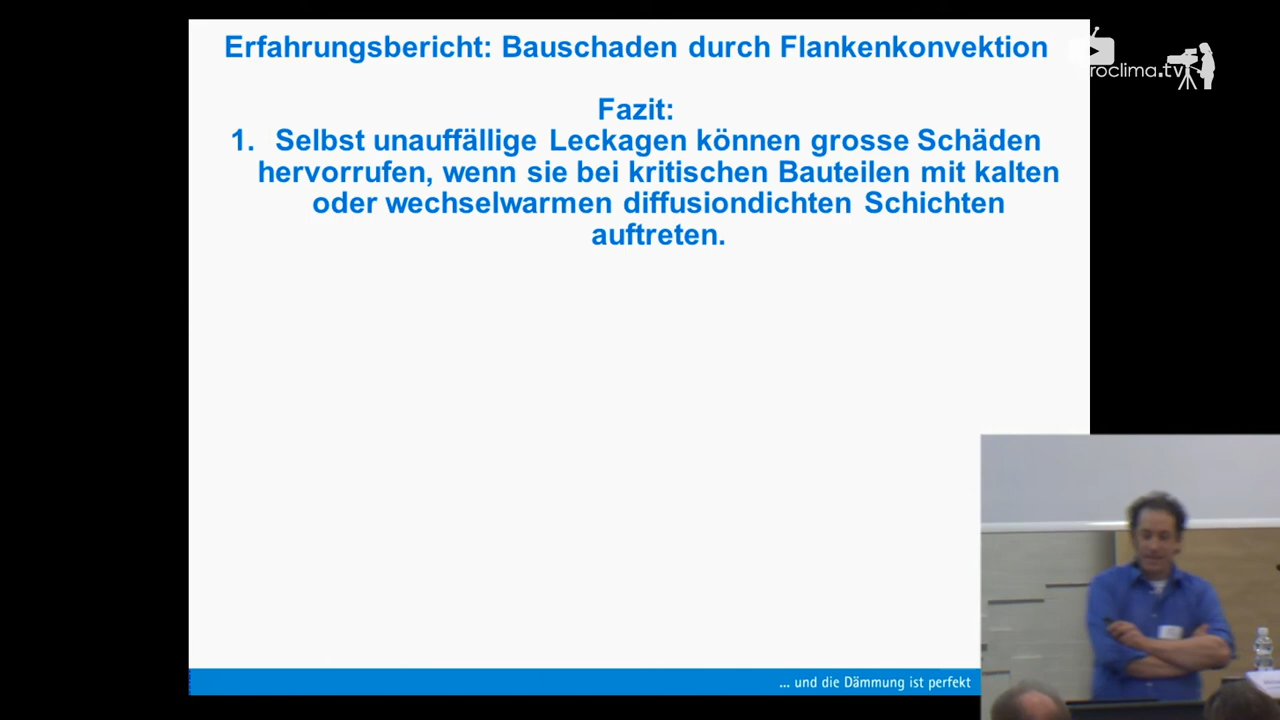 Erfahrungsbericht: Bauschaden durch Flankenkonvektion
Fazit:
1. Selbst unauffällige Leckagen können grosse Schäden
hervorrufen, wenn sie bei kritischen Bauteilen mit kalten
oder wechselwarmen diffusiondichten Schichten
auftreten.
... und die Dämmung ist perfekt
roclima.tv